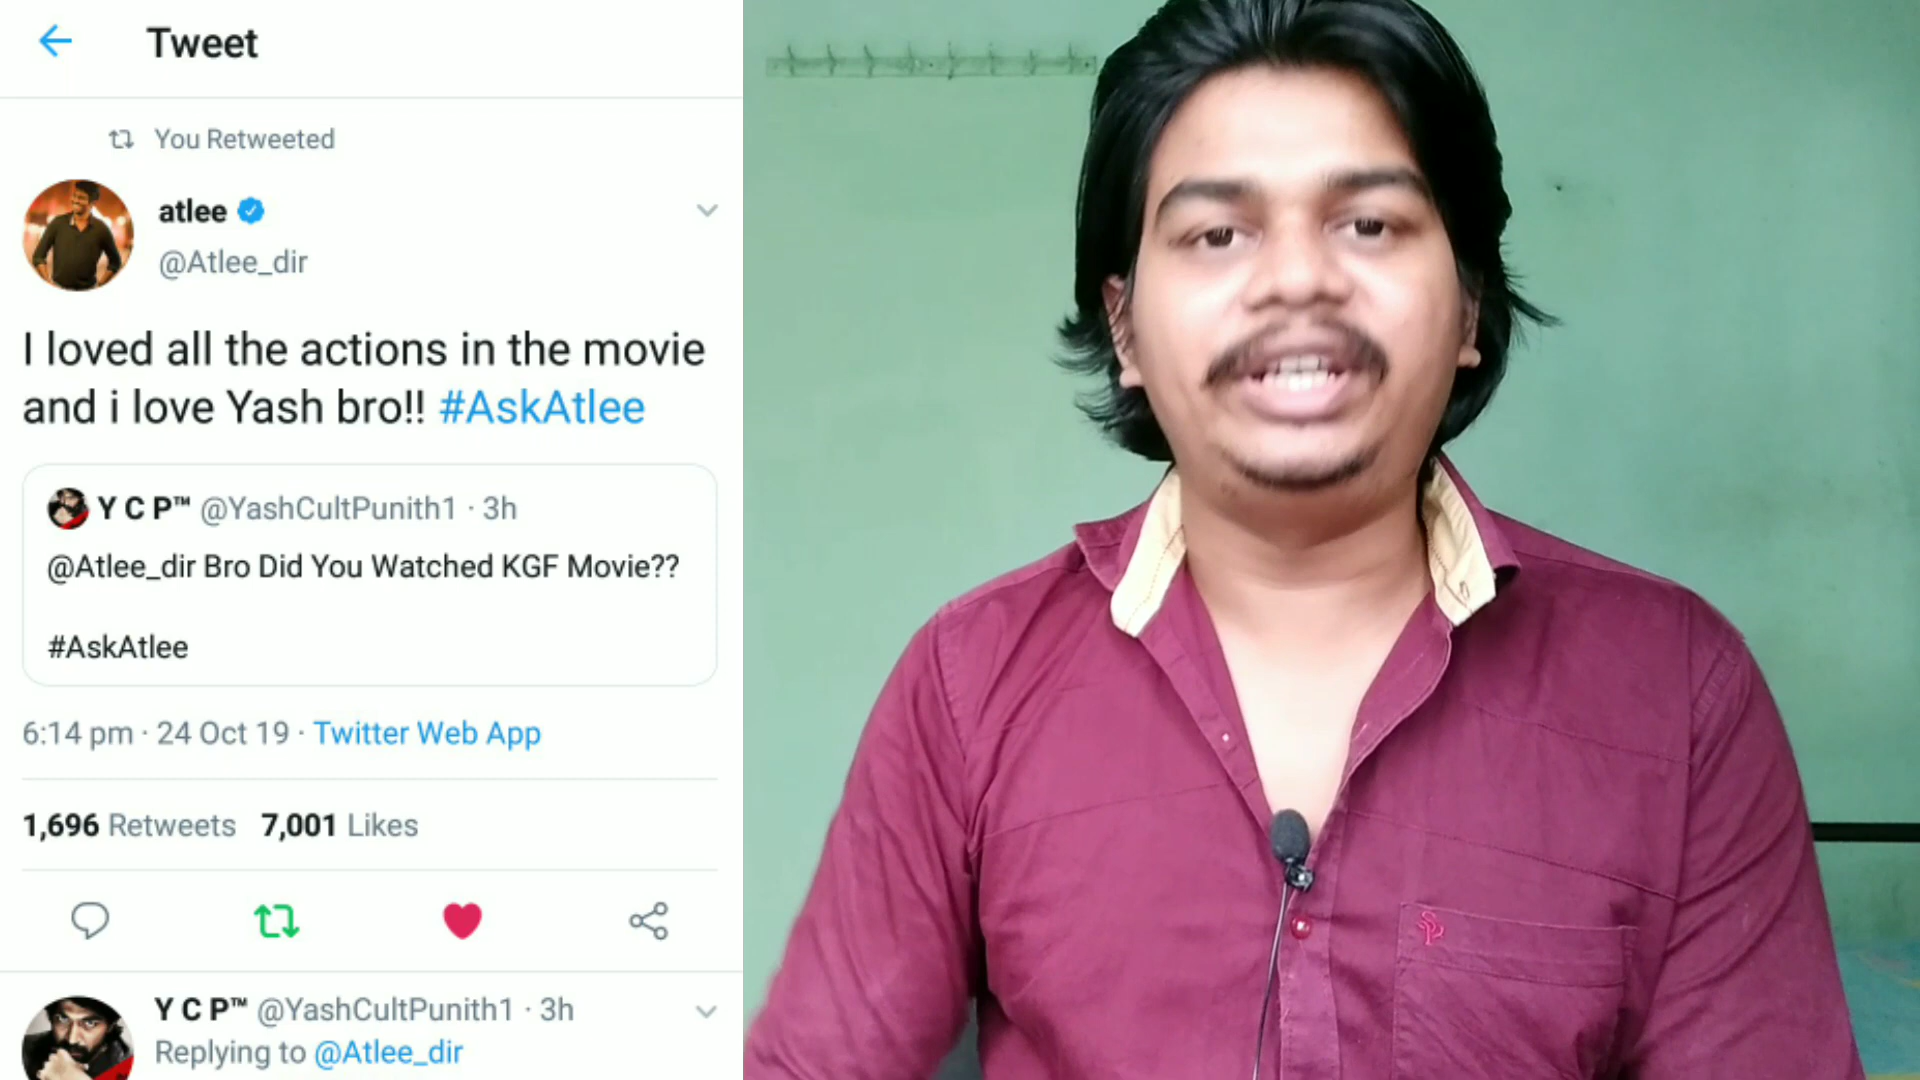 Tweet
You Retweeted
atlee
@Atlee_dir
I loved all the actions in the movie
and i love Yash bro!! #AskAtlee
Y C P™ @YashCultPunith1 · 3h
@Atlee_dir Bro Did You Watched KGF Movie??
#AskAtlee
6:14 pm · 24 Oct 19 · Twitter Web App
1,696 Retweets 7,001 Likes
Y C P™ @YashCultPunith1 · 3h
Replying to @Atlee_dir